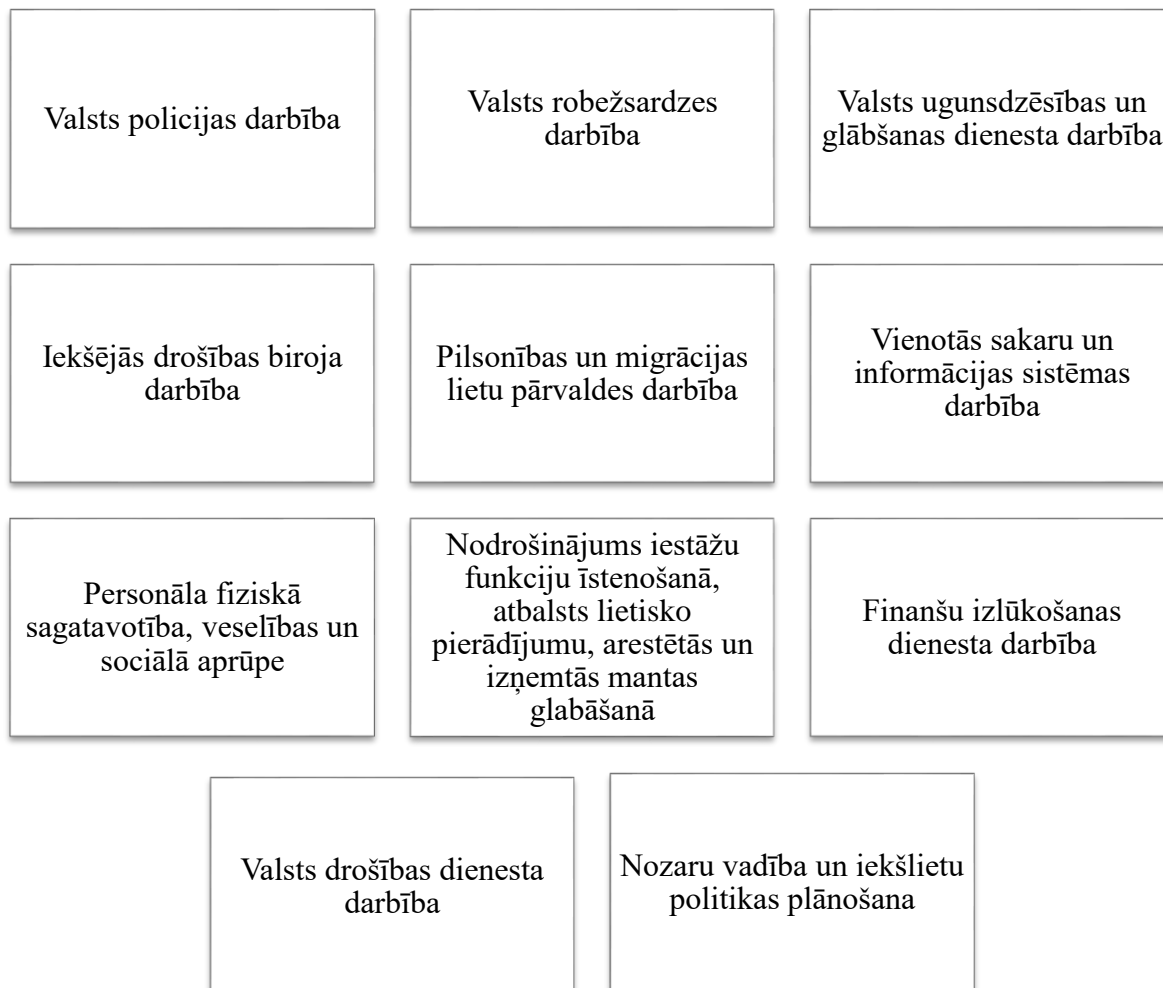 Valsts policijas darbība
Valsts robežsardzes
darbība
Valsts ugunsdzēsības un
glābšanas dienesta darbība
Iekšējās drošības biroja
darbība
Pilsonības un migrācijas
lietu pārvaldes darbība
Vienotās sakaru un
informācijas sistēmas
darbība
Personāla fiziskā
sagatavotība, veselības un
sociālā aprūpe
Nodrošinājums iestāžu
funkciju īstenošanā,
atbalsts lietisko
pierādījumu, arestētās un
izņemtās mantas
glabāšanā
Finanšu izlūkošanas
dienesta darbība
Valsts drošības dienesta
darbība
Nozaru vadība un iekšlietu
politikas plānošana